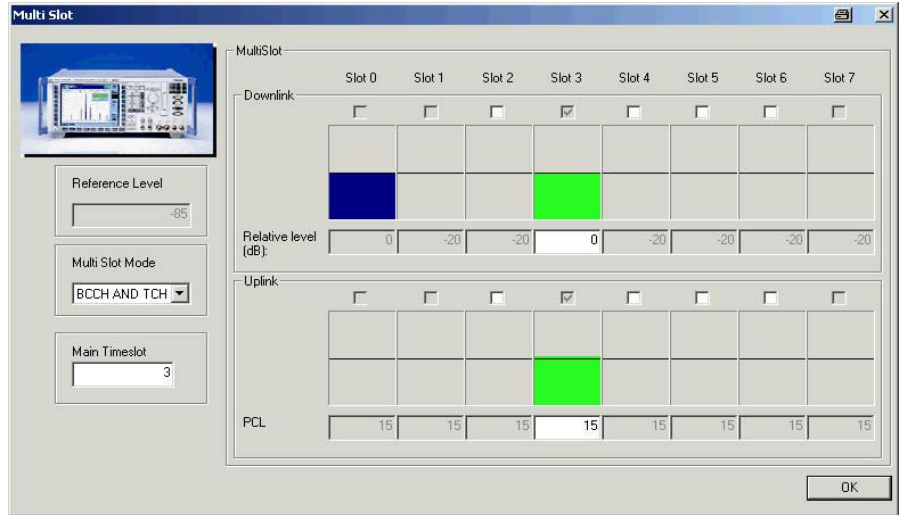 Multi Slot
MultiSlot
Slot 0 Slot 1 Slot 2 Slot 3 Slot 4 Slot 5 Slot 6 Slot 7
Downlink
Reference Level
-85
Relative level (dB): 0 -20 -20 0 -20 -20 -20 -20
Multi Slot Mode
BCCH AND TCH
Uplink
Main Timeslot
3
PCL 15 15 15 15 15 15 15 15
OK